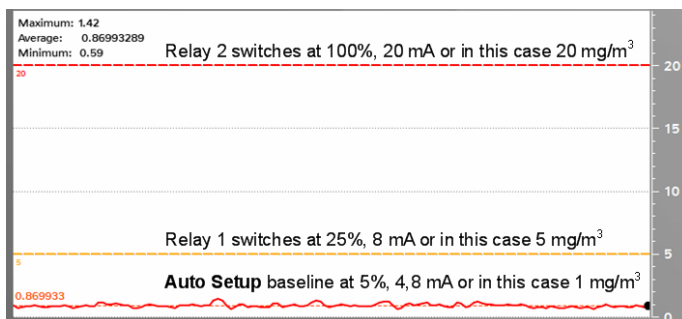 Maximum: 1.42
Average: 0.86993289
Minimum: 0.59
Relay 2 switches at 100%, 20 mA or in this case 20 mg/m³
20
20
15
10
Relay 1 switches at 25%, 8 mA or in this case 5 mg/m³
5
5
Auto Setup baseline at 5%, 4,8 mA or in this case 1 mg/m³
0.869933
0